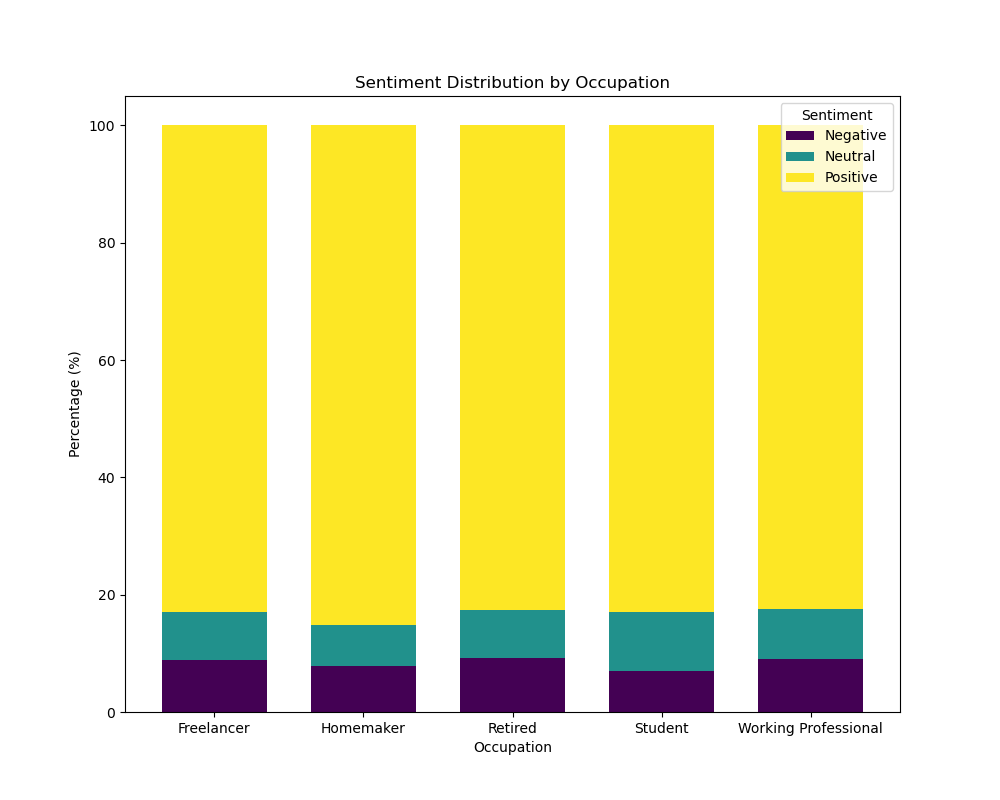 Sentiment Distribution by Occupation
Sentiment
Negative
Neutral
Positive
100
80
60
40
20
0
Percentage (%)
Freelancer Homemaker Retired Student Working Professional
Occupation